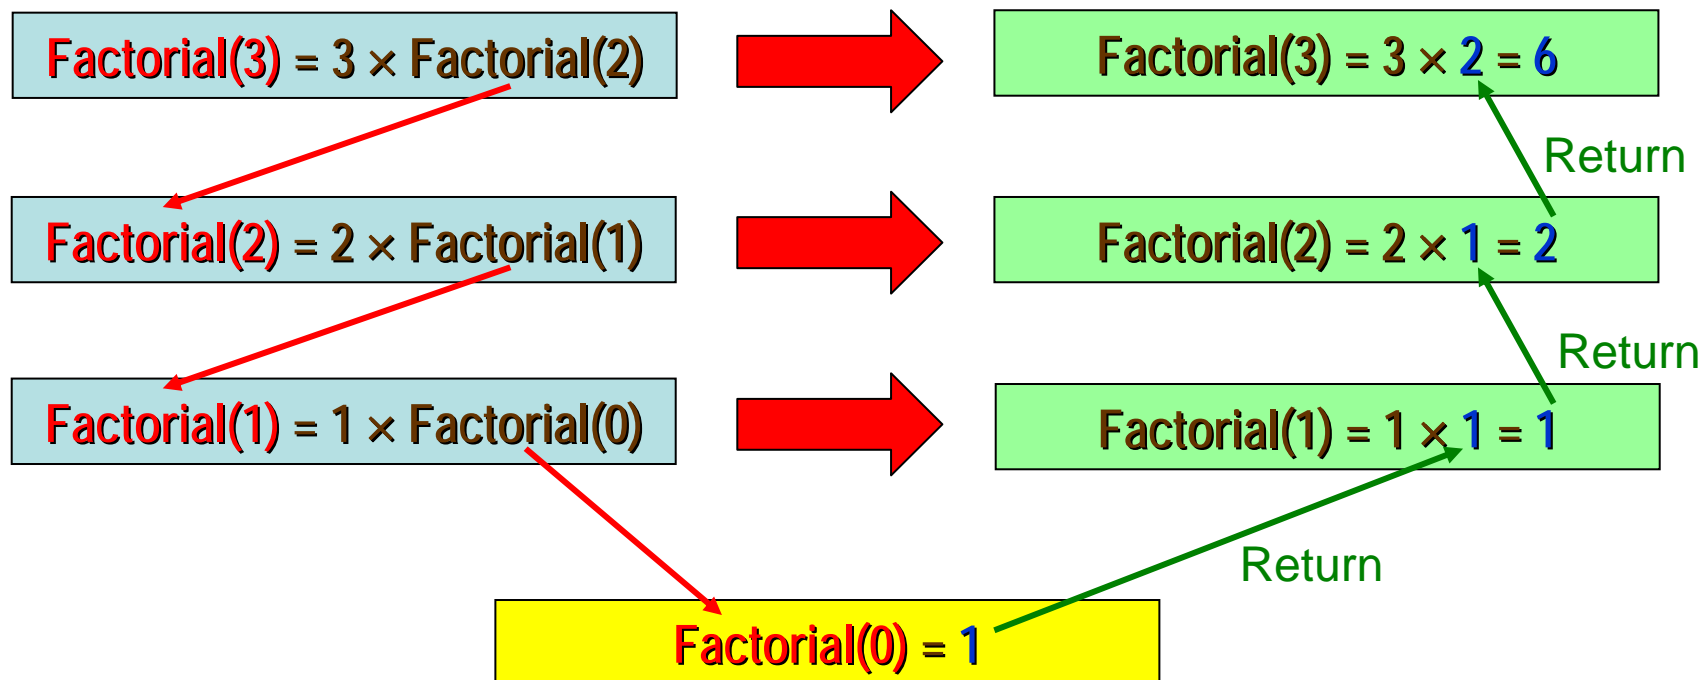 Factorial(3) = 3 × Factorial(2)
Factorial(3) = 3 × 2 = 6
Return
Factorial(2) = 2 × Factorial(1)
Factorial(2) = 2 × 1 = 2
Return
Factorial(1) = 1 × Factorial(0)
Factorial(1) = 1 × 1 = 1
Return
Factorial(0) = 1